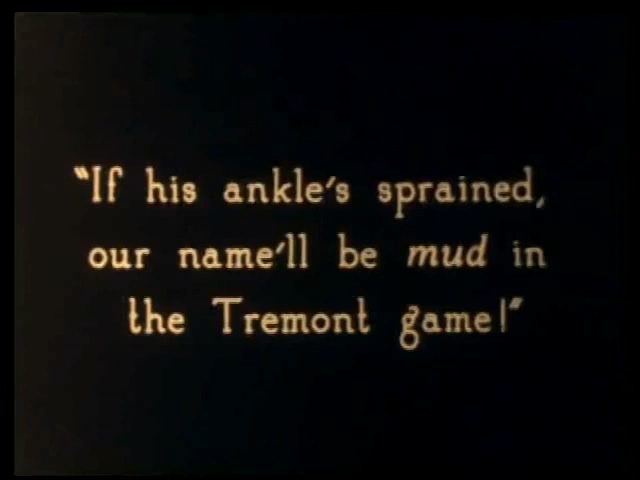 "If his ankle's sprained,
our name'll be mud in
the Tremont game!"